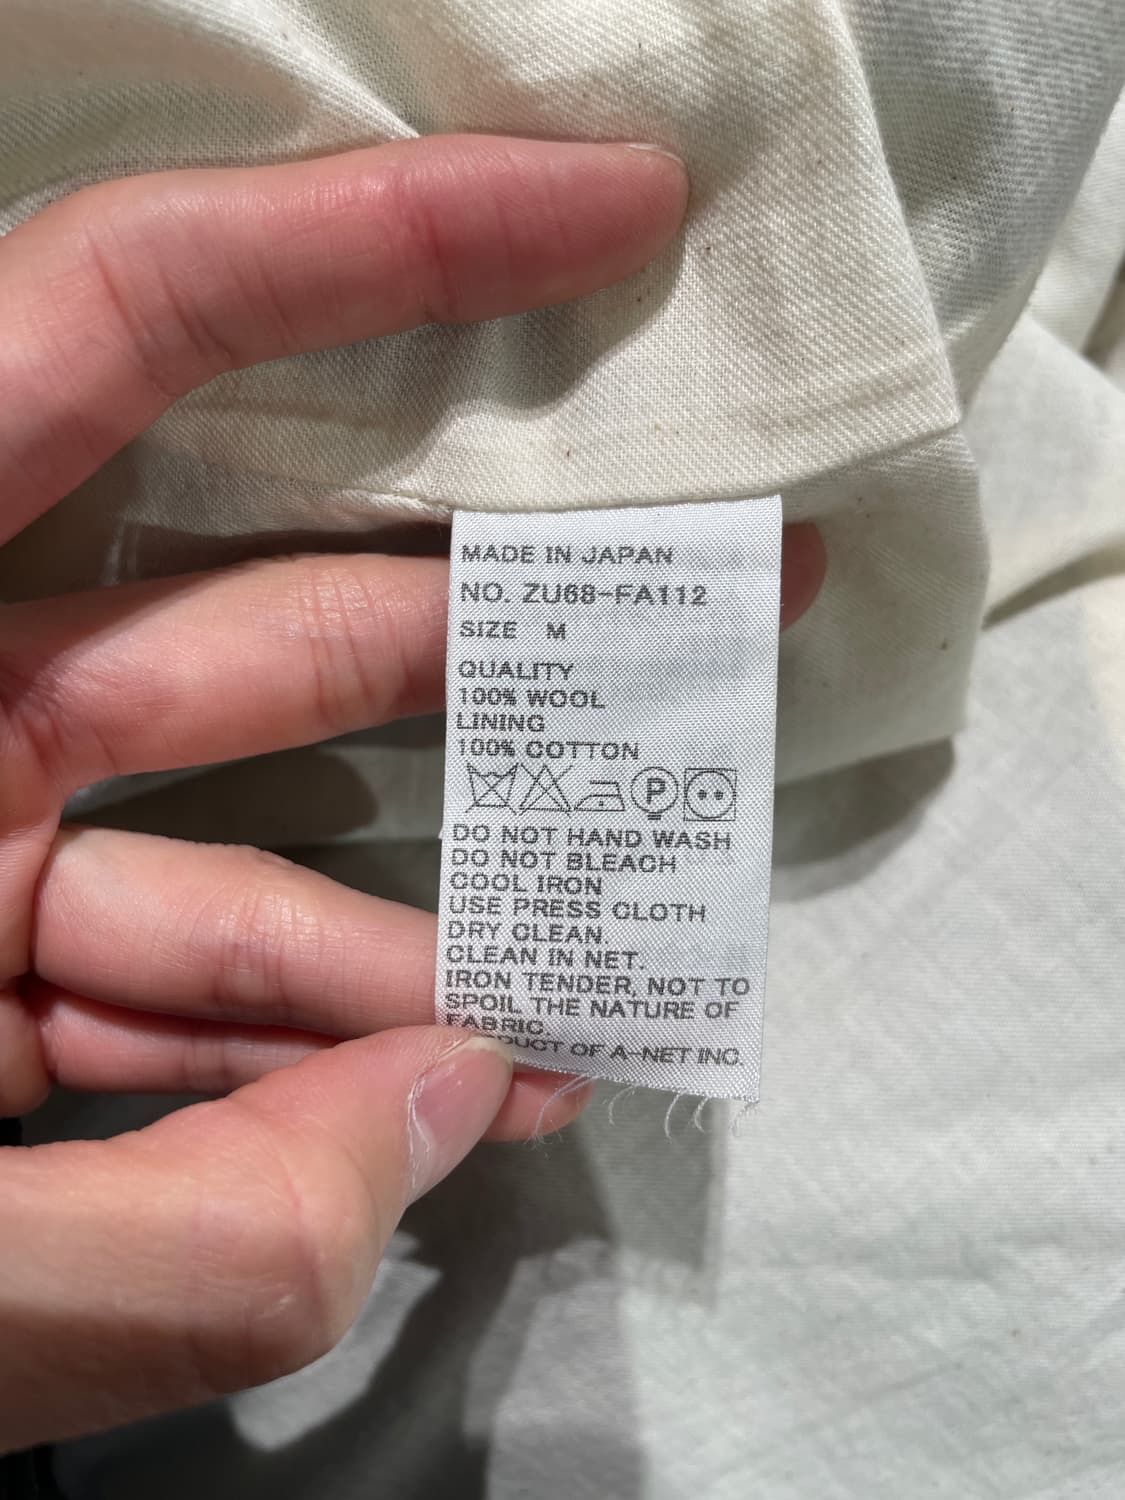 MADE IN JAPAN
NO. ZU68-FA112
SIZE M
QUALITY
100% WOOL
LINING
100% COTTON
P
DO NOT HAND WASH
DO NOT BLEACH
COOL IRON
USE PRESS CLOTH
DRY CLEAN.
CLEAN IN NET.
IRON TENDER, NOT TO
SPOIL THE NATURE OF
FABRIC.
OF A-NET INC.